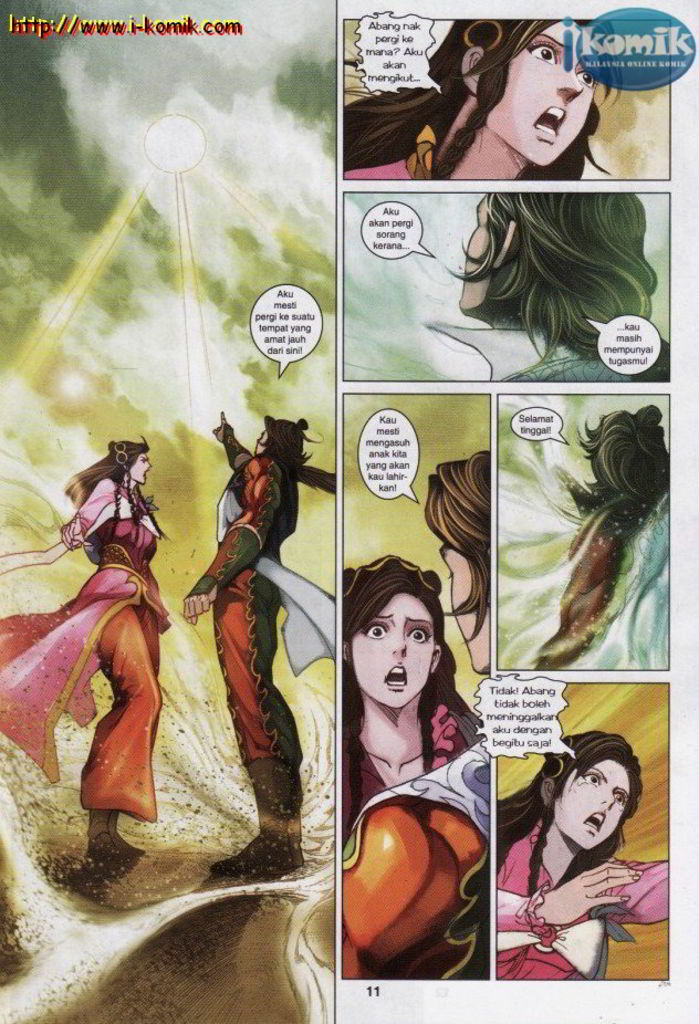 http://www.i-komik.com
Aku
mesti
pergi ke suatu
tempat yang
amat jauh
dari sini!
Abang nak
pergi ke
mana? Aku
akan
mengikut...
ikomik
MALAYSIA ONLINE KOMIK
Aku
akan pergi
sorang
kerana...
...kau
masih
mempunyai
tugasmu!
Kau
mesti
mengasuh
anak kita
yang akan
kau lahir-
kan!
Selamat
tinggal!
Tidak! Abang
tidak boleh
meninggalkan
aku dengan
begitu saja!
11